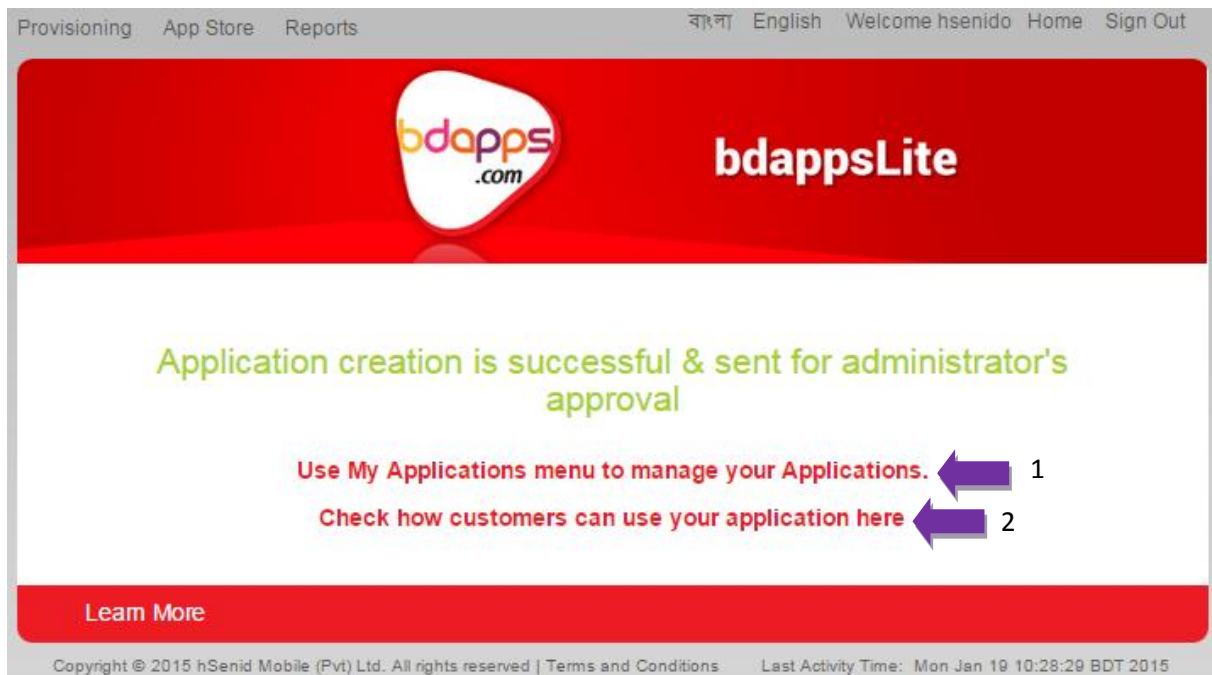 Provisioning App Store Reports বাংলা English Welcome hsenido Home Sign Out
bdapps
.com
bdappsLite
Application creation is successful & sent for administrator's
approval
Use My Applications menu to manage your Applications. 1
Check how customers can use your application here 2
Learn More
Copyright © 2015 hSenid Mobile (Pvt) Ltd. All rights reserved | Terms and Conditions Last Activity Time: Mon Jan 19 10:28:29 BDT 2015